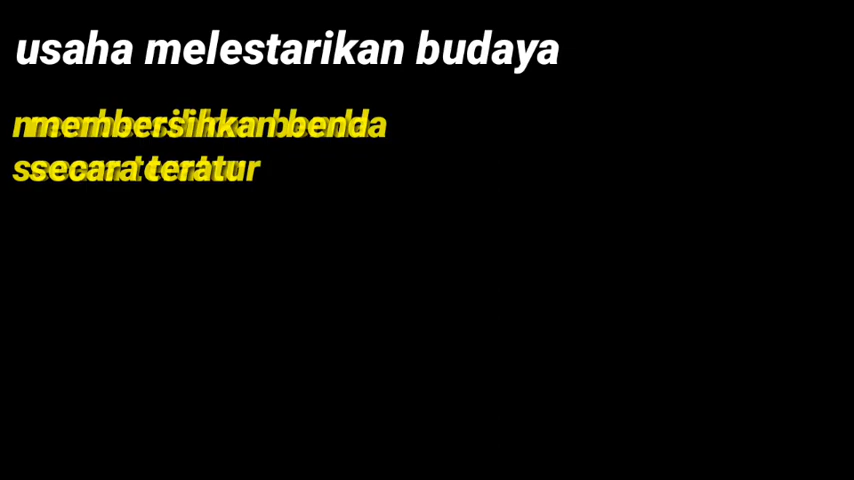 usaha melestarikan budaya
membersihkan benda
secara teratur